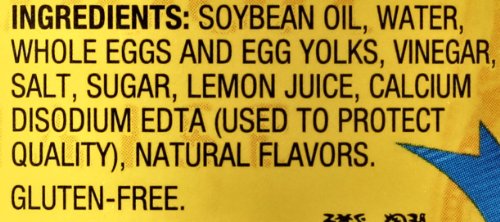 INGREDIENTS: SOYBEAN OIL, WATER,
WHOLE EGGS AND EGG YOLKS, VINEGAR,
SALT, SUGAR, LEMON JUICE, CALCIUM
DISODIUM EDTA (USED TO PROTECT
QUALITY), NATURAL FLAVORS.
GLUTEN-FREE.